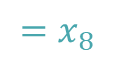 = x₈